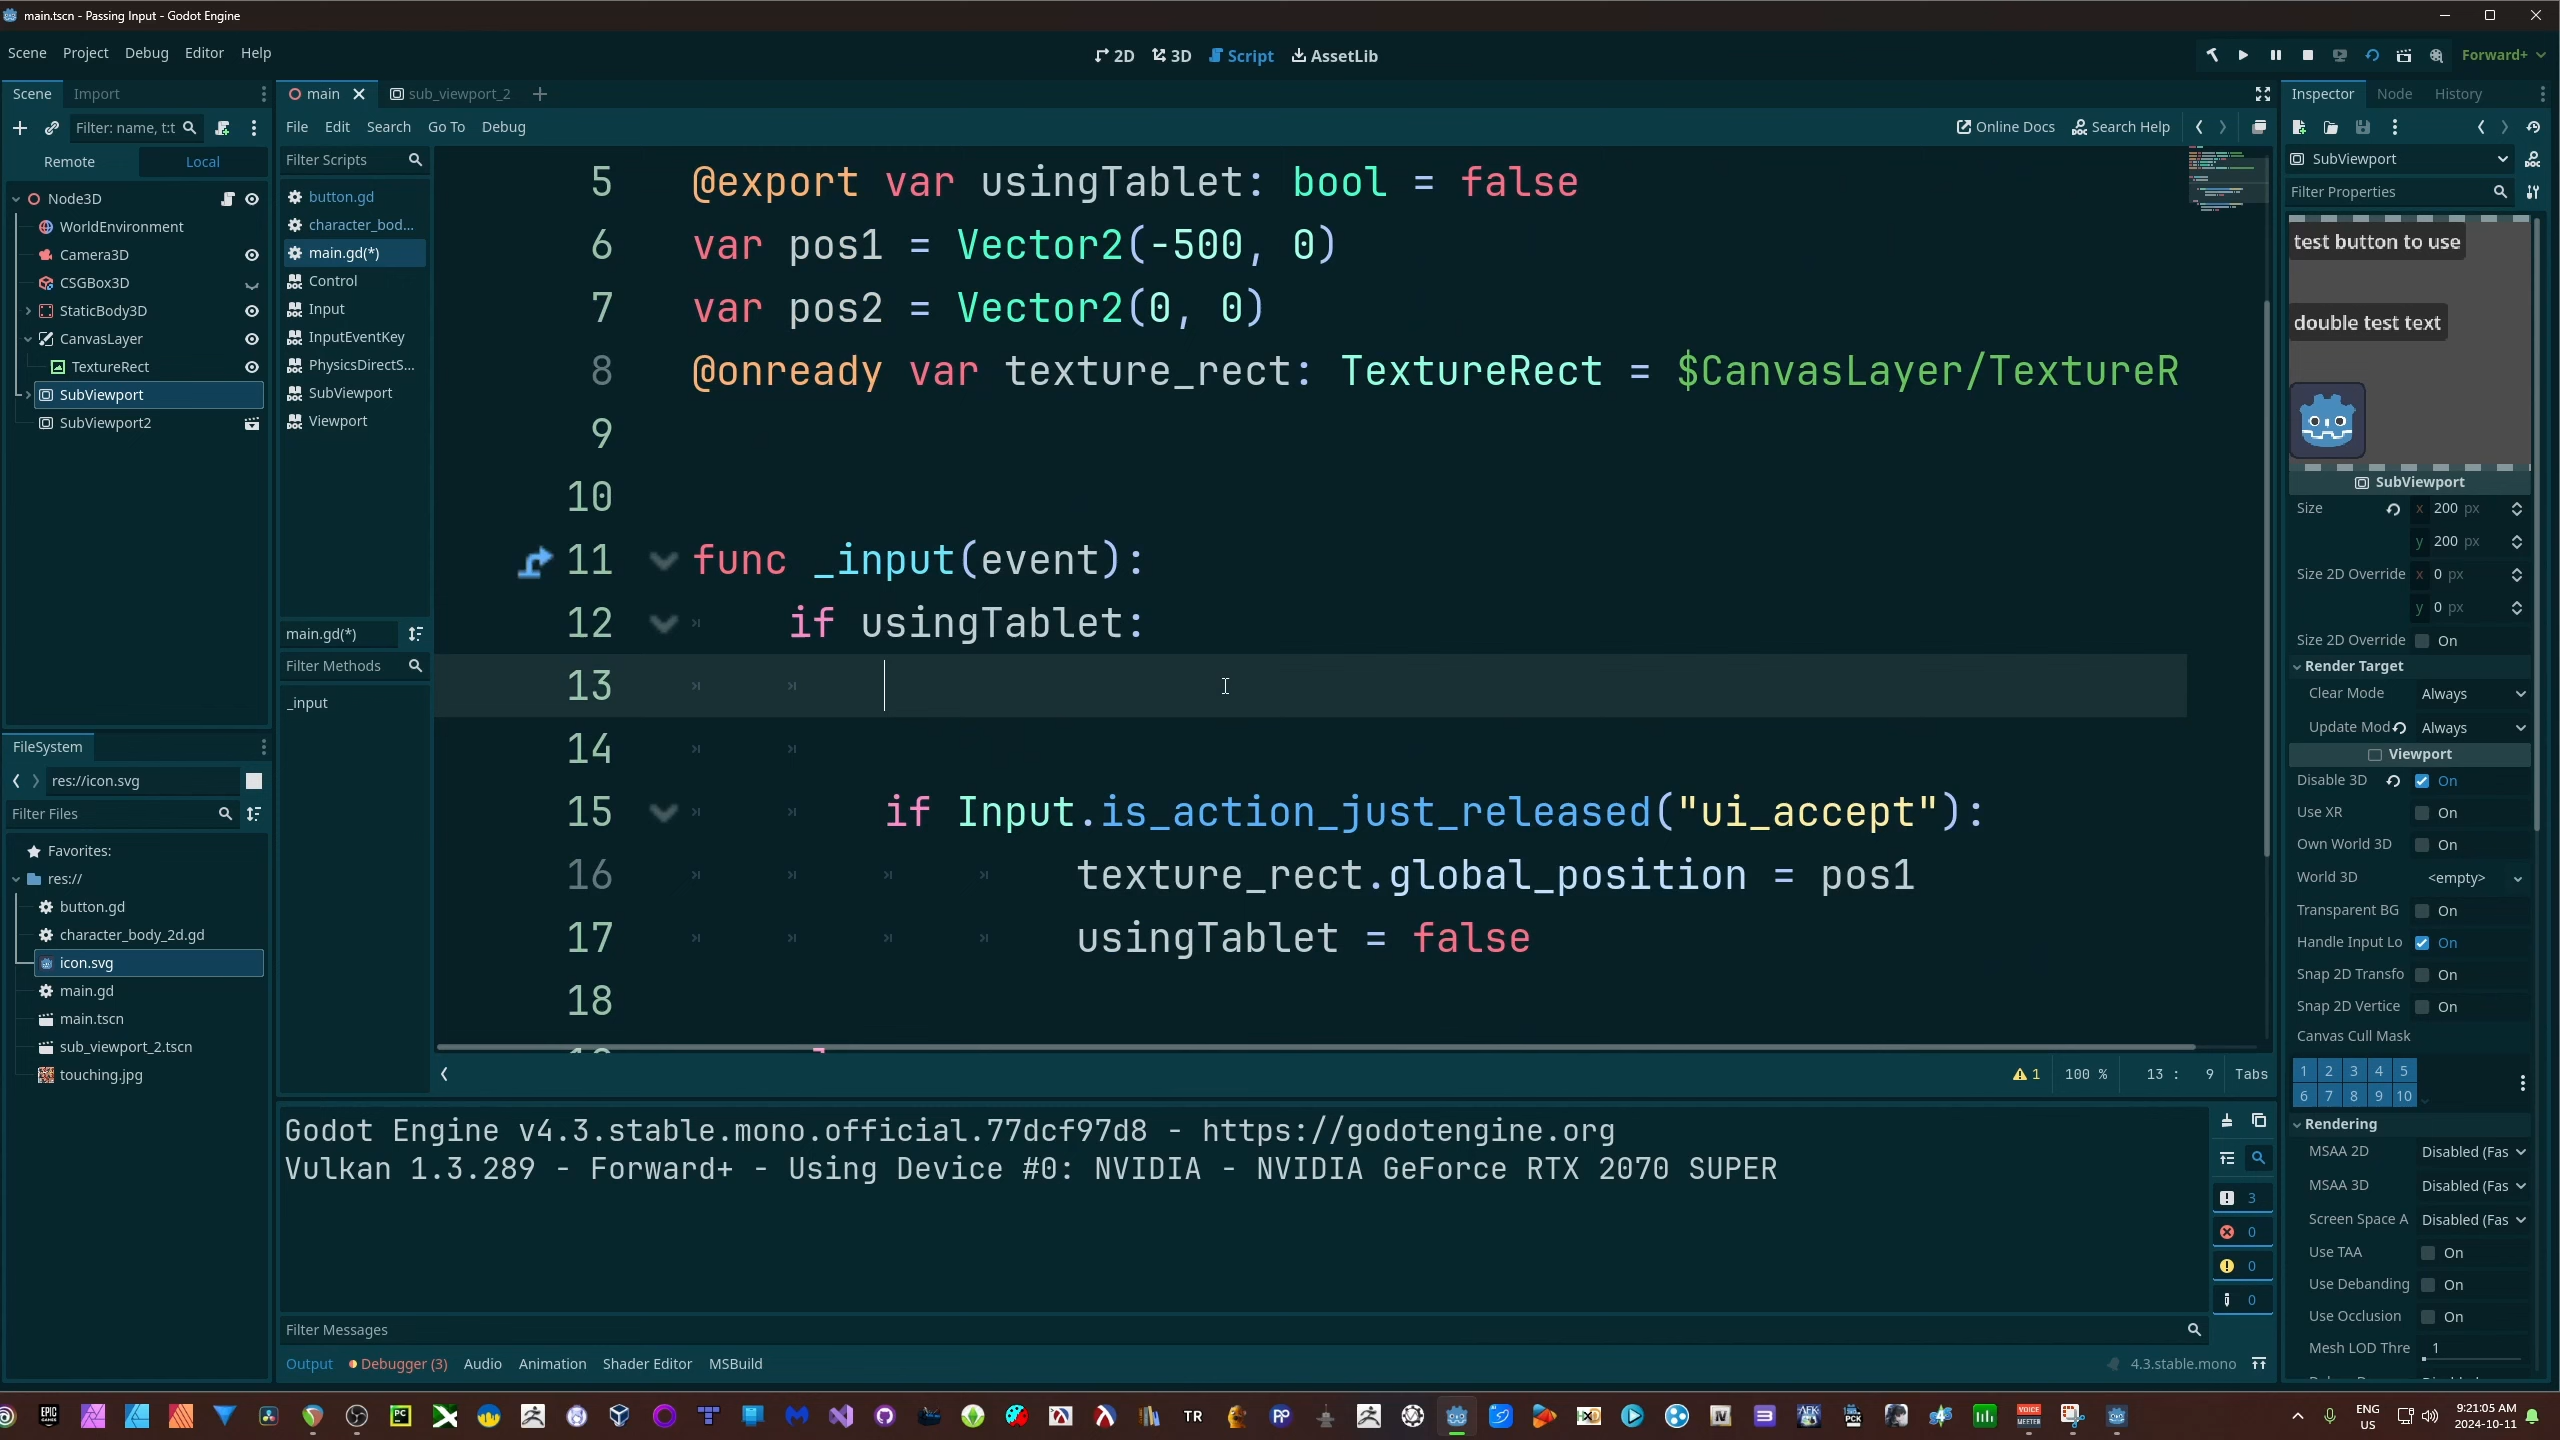 main.tscn - Passing Input - Godot Engine
Scene Project Debug Editor Help
2D 3D Script AssetLib
Forward+
Scene Import
Filter: name, t:t
Remote Local
Node3D
WorldEnvironment
Camera3D
CSGBox3D
StaticBody3D
CanvasLayer
TextureRect
SubViewport
SubViewport2
FileSystem
res://icon.svg
Filter Files
Favorites:
res://
button.gd
character_body_2d.gd
icon.svg
main.gd
main.tscn
sub_viewport_2.tscn
touching.jpg
main sub_viewport_2
File Edit Search Go To Debug
Online Docs Search Help
Filter Scripts
button.gd
character_bod...
main.gd(*)
Control
Input
InputEventKey
PhysicsDirectS...
SubViewport
Viewport
main.gd(*)
Filter Methods
_input
5 @export var usingTablet: bool = false
6 var pos1 = Vector2(-500, 0)
7 var pos2 = Vector2(0, 0)
8 @onready var texture_rect: TextureRect = $CanvasLayer/TextureR
9
10
11 func _input(event):
12 if usingTablet:
13
14
15 if Input.is_action_just_released("ui_accept"):
16 texture_rect.global_position = pos1
17 usingTablet = false
18
1 100 % 13 : 9 Tabs
Godot Engine v4.3.stable.mono.official.77dcf97d8 - https://godotengine.org
Vulkan 1.3.289 - Forward+ - Using Device #0: NVIDIA - NVIDIA GeForce RTX 2070 SUPER
3
0
0
0
Filter Messages
Output Debugger (3) Audio Animation Shader Editor MSBuild
4.3.stable.mono
Inspector Node History
SubViewport
Filter Properties
test button to use
double test text
SubViewport
Size x 200 px
y 200 px
Size 2D Override x 0 px
y 0 px
Size 2D Override On
Render Target
Clear Mode Always
Update Mod Always
Viewport
Disable 3D On
Use XR On
Own World 3D On
World 3D <empty>
Transparent BG On
Handle Input Lo On
Snap 2D Transfo On
Snap 2D Vertice On
Canvas Cull Mask
1 2 3 4 5
6 7 8 9 10
Rendering
MSAA 2D Disabled (Fas
MSAA 3D Disabled (Fas
Screen Space A Disabled (Fas
Use TAA On
Use Debanding On
Use Occlusion On
Mesh LOD Thre 1
ENG
US
9:21:05 AM
2024-10-11